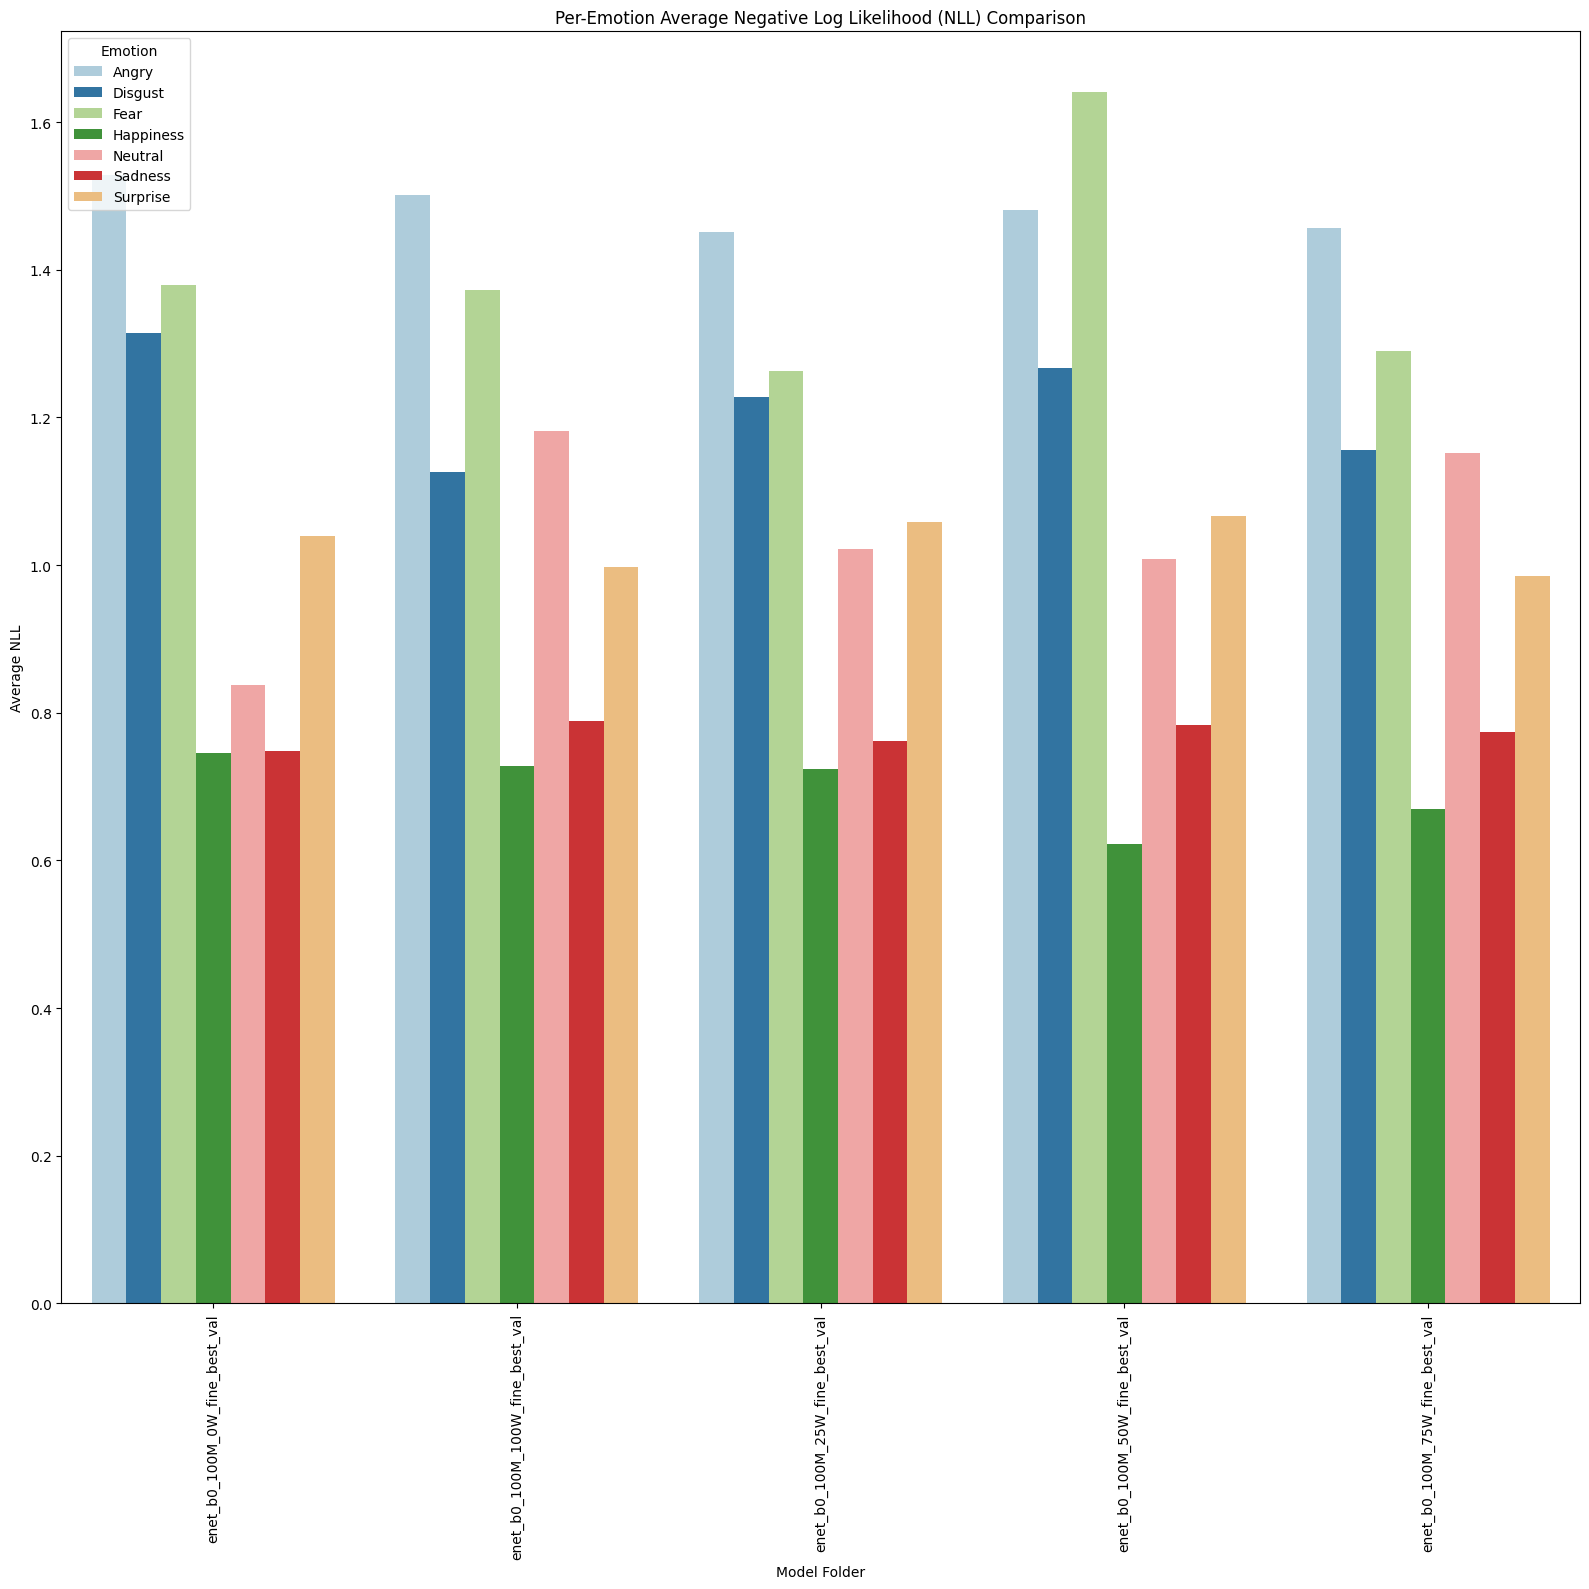 Per-Emotion Average Negative Log Likelihood (NLL) Comparison
Emotion
Angry
Disgust
Fear
Happiness
Neutral
Sadness
Surprise
Average NLL
1.6
1.4
1.2
1.0
0.8
0.6
0.4
0.2
0.0
enet_b0_100M_0W_fine_best_val
enet_b0_100M_100W_fine_best_val
enet_b0_100M_25W_fine_best_val
enet_b0_100M_50W_fine_best_val
enet_b0_100M_75W_fine_best_val
Model Folder